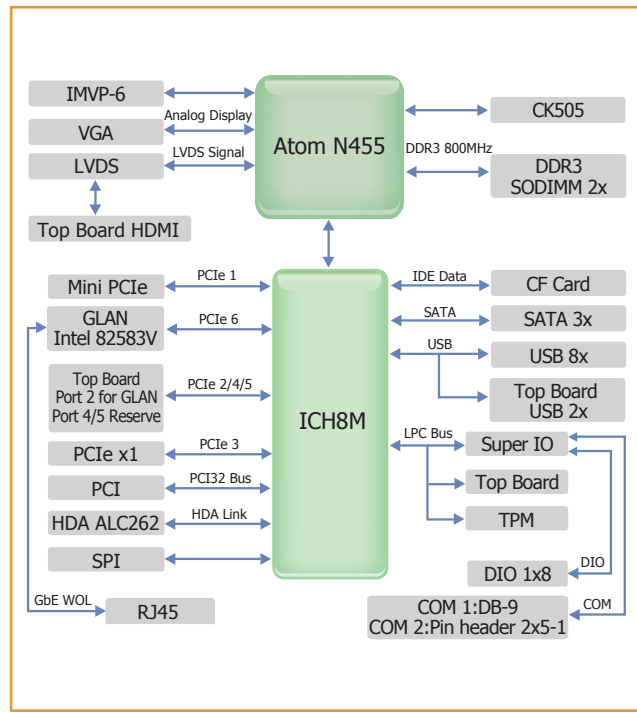 IMVP-6
Analog Display
VGA
LVDS Signal
LVDS
Top Board HDMI
Atom N455
CK505
DDR3 800MHz
DDR3
SODIMM 2x
PCIe 1
Mini PCIe
GLAN
Intel 82583V
PCIe 6
Top Board
Port 2 for GLAN
Port 4/5 Reserve
PCIe 2/4/5
PCIe x1
PCIe 3
PCI
PCI32 Bus
HDA ALC262
HDA Link
SPI
GbE WOL
RJ45
ICH8M
IDE Data
CF Card
SATA
SATA 3x
USB
USB 8x
Top Board
USB 2x
LPC Bus
Super IO
Top Board
TPM
DIO
DIO 1x8
COM
COM 1:DB-9
COM 2:Pin header 2x5-1